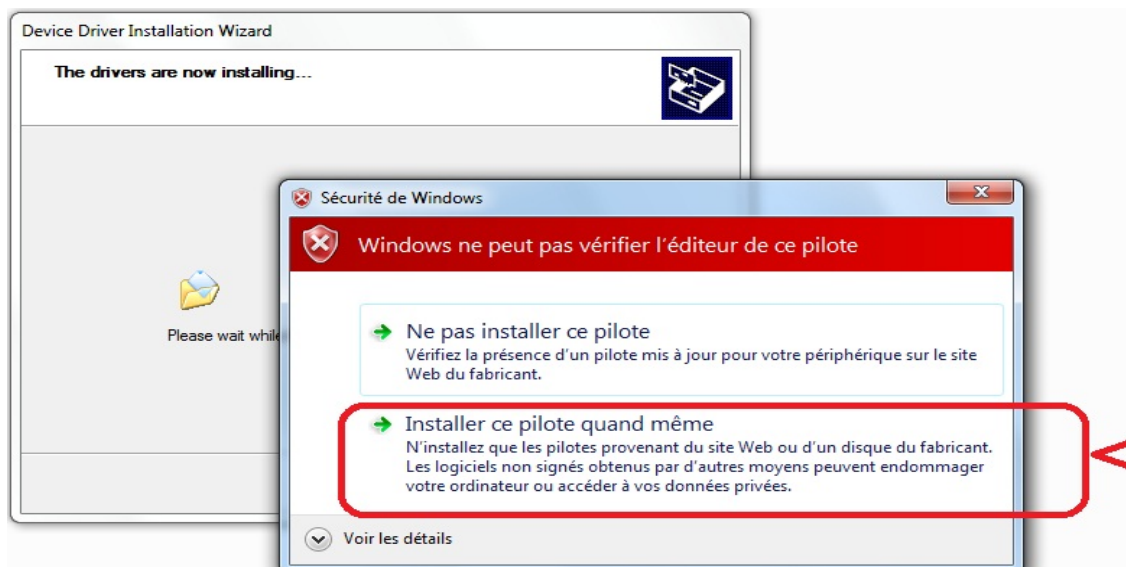 Device Driver Installation Wizard
The drivers are now installing...
Please wait while
Sécurité de Windows
Windows ne peut pas vérifier l'éditeur de ce pilote
Ne pas installer ce pilote
Vérifiez la présence d'un pilote mis à jour pour votre périphérique sur le site
Web du fabricant.
Installer ce pilote quand même
N'installez que les pilotes provenant du site Web ou d'un disque du fabricant.
Les logiciels non signés obtenus par d'autres moyens peuvent endommager
votre ordinateur ou accéder à vos données privées.
Voir les détails